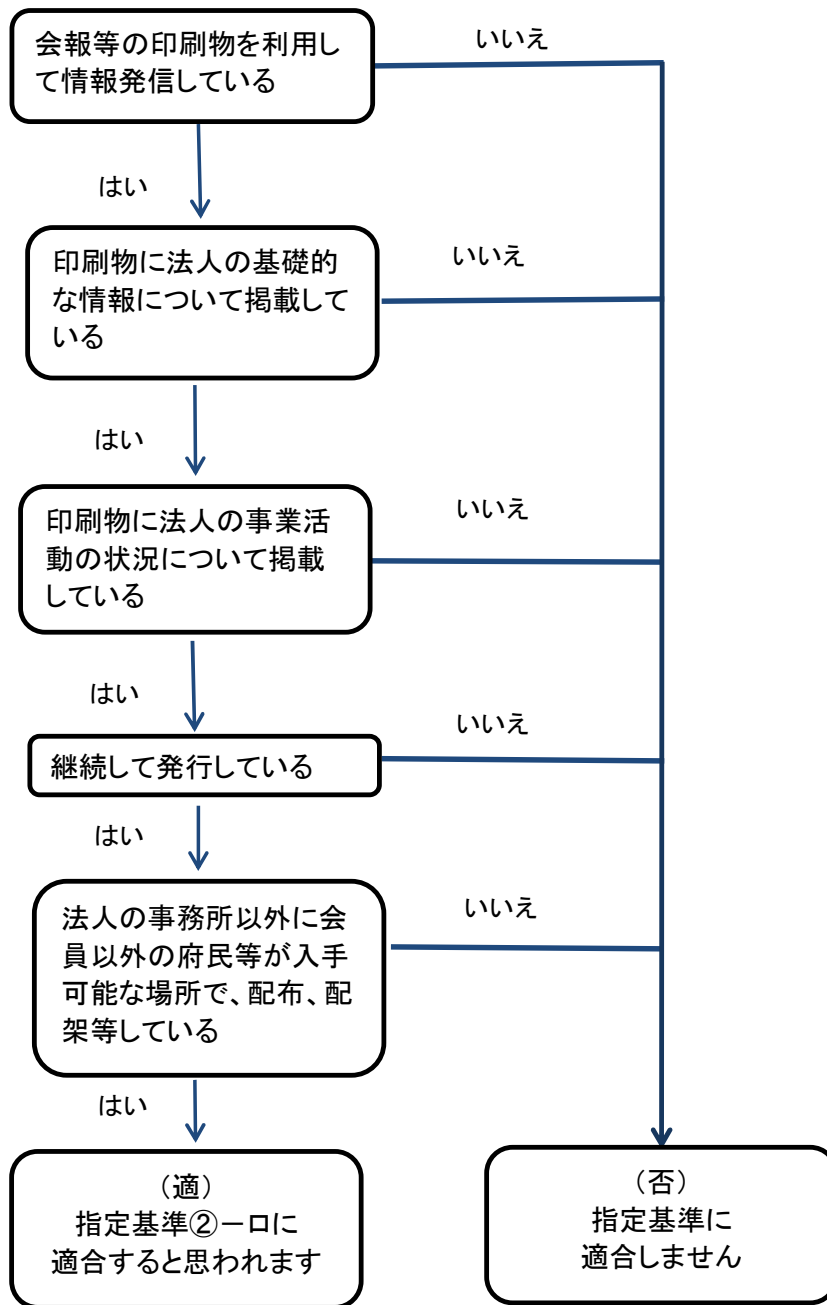 会報等の印刷物を利用し
て情報発信している
いいえ
はい
印刷物に法人の基礎的
な情報について掲載して
いる
いいえ
はい
印刷物に法人の事業活
動の状況について掲載
している
いいえ
はい
継続して発行している
いいえ
はい
法人の事務所以外に会
員以外の府民等が入手
可能な場所で、配布、配
架等している
いいえ
はい
（適）
指定基準②－ロに
適合すると思われます
（否）
指定基準に
適合しません